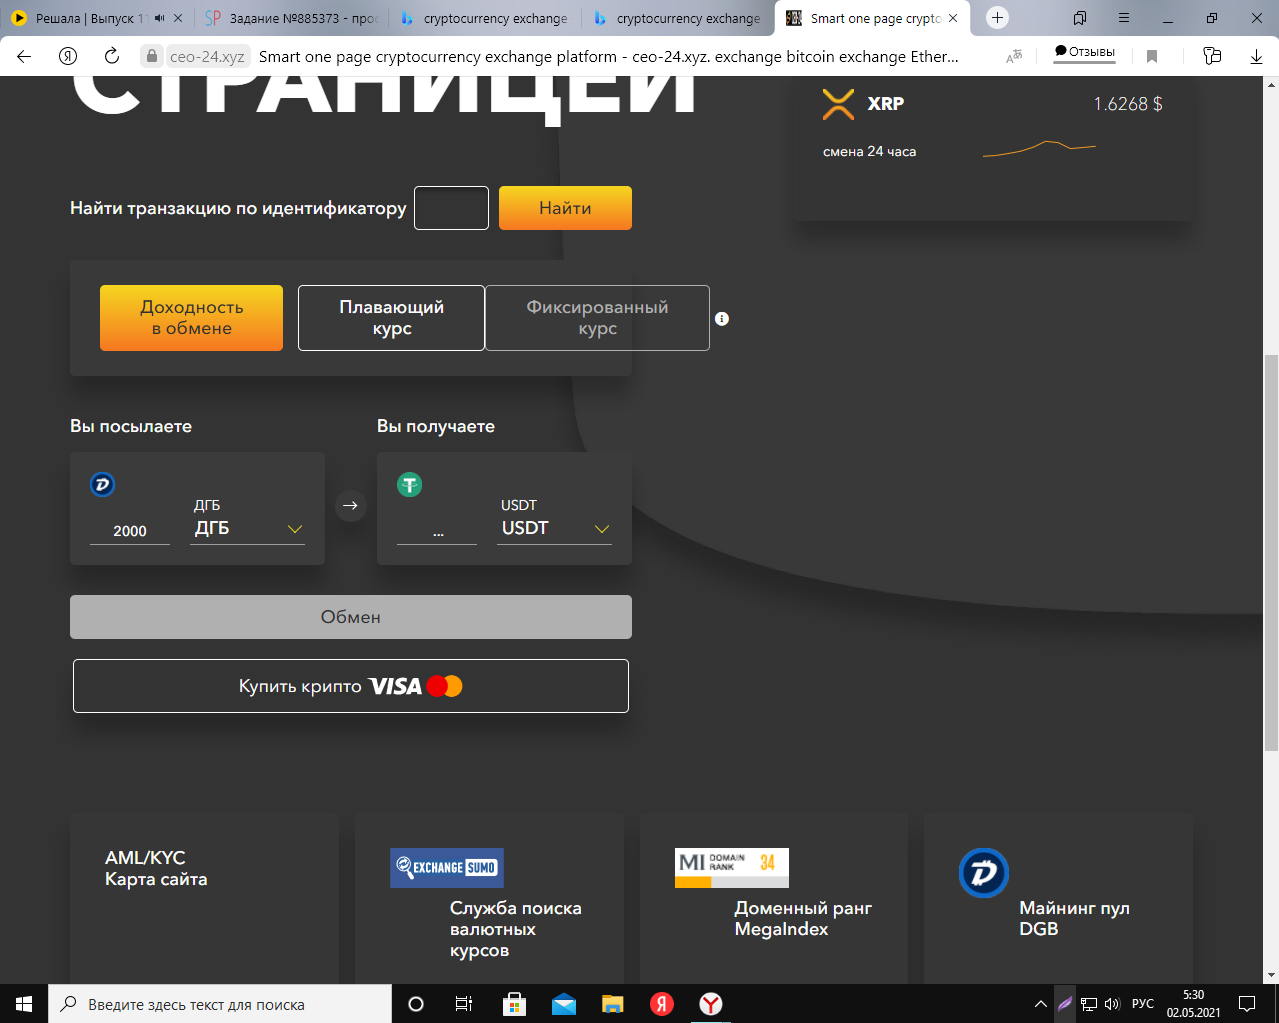 Решала | Выпуск 11
Задание №885373 - прос
cryptocurrency exchange
cryptocurrency exchange
Smart one page crypto
ceo-24.xyz
Smart one page cryptocurrency exchange platform - ceo-24.xyz. exchange bitcoin exchange Ether...
Отзывы
СТРАНИЦЕЙ
XRP
1.6268 $
смена 24 часа
Найти транзакцию по идентификатору
Найти
Доходность
в обмене
Плавающий
курс
Фиксированный
курс
Вы посылаете
Вы получаете
ДГБ
2000
ДГБ
USDT
...
USDT
Обмен
Купить крипто VISA
AML/KYC
Карта сайта
EXCHANGE SUMO
Служба поиска
валютных
курсов
MI DOMAIN RANK 34
Доменный ранг
MegaIndex
Майнинг пул
DGB
Введите здесь текст для поиска
РУС
5:30
02.05.2021